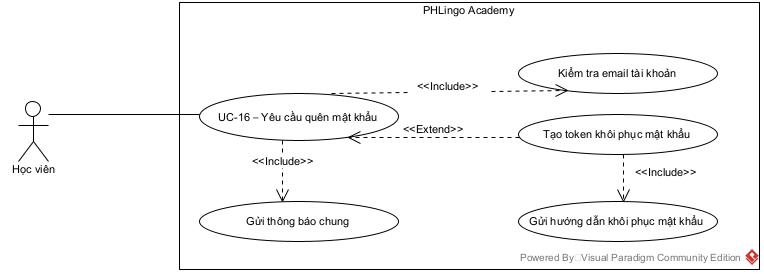 PHLingo Academy
Kiểm tra email tài khoản
<<Include>>
UC-16 – Yêu cầu quên mật khẩu
<<Extend>>
Tạo token khôi phục mật khẩu
<<Include>>
<<Include>>
Học viên
Gửi thông báo chung
Gửi hướng dẫn khôi phục mật khẩu
Powered By Visual Paradigm Community Edition